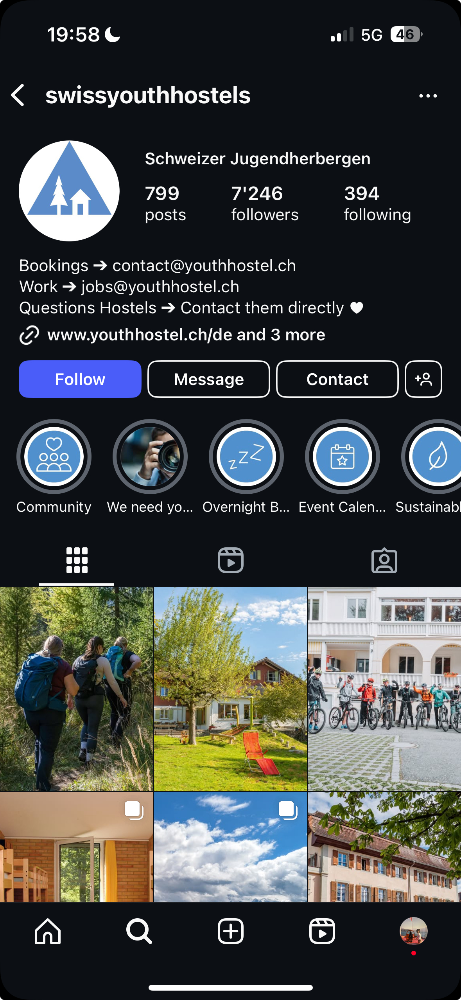 19:58
5G 46
swissyouthhostels
Schweizer Jugendherbergen
799 7'246 394
posts followers following
Bookings ➔ contact@youthhostel.ch
Work ➔ jobs@youthhostel.ch
Questions Hostels ➔ Contact them directly ♥
www.youthhostel.ch/de and 3 more
Follow Message Contact
zzZ
Community We need yo... Overnight B... Event Calen... Sustainabl